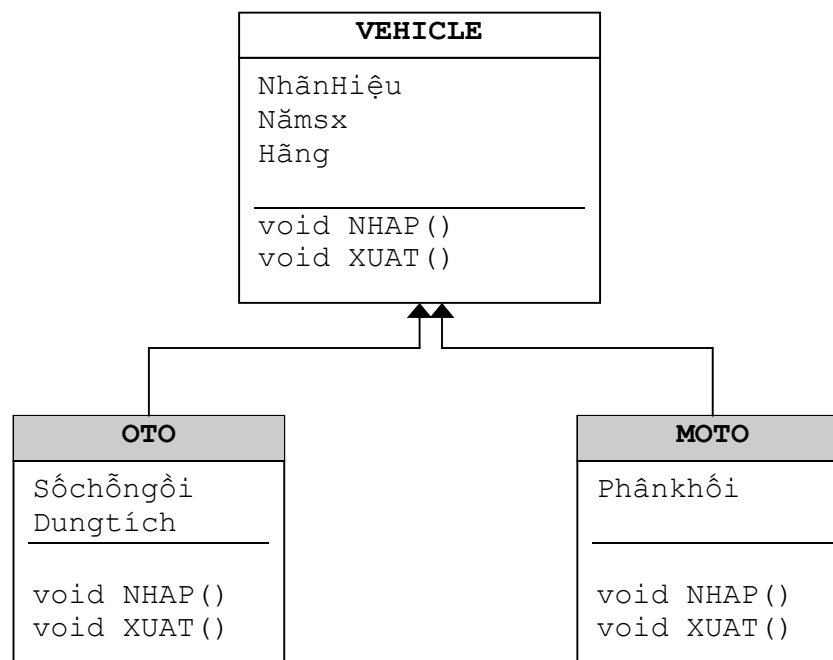 VEHICLE
NhãnHiệu
Nămsx
Hãng
void NHAP()
void XUAT()
OTO
Sốchỗngồi
Dungtích
void NHAP()
void XUAT()
MOTO
Phânkhối
void NHAP()
void XUAT()